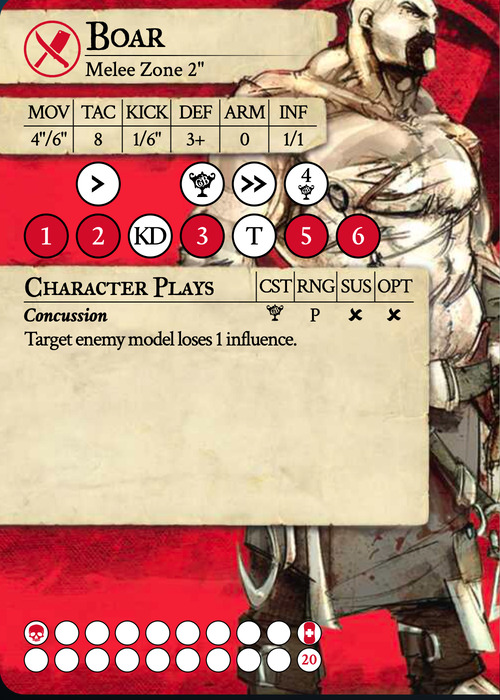 BOAR
Melee Zone 2"
MOV TAC KICK DEF ARM INF
4"/6" 8 1/6" 3+ 0 1/1
> GB >> 4
1 2 KD 3 T 5 6
CHARACTER PLAYS CST RNG SUS OPT
Concussion P ✘ ✘
Target enemy model loses 1 influence.
20